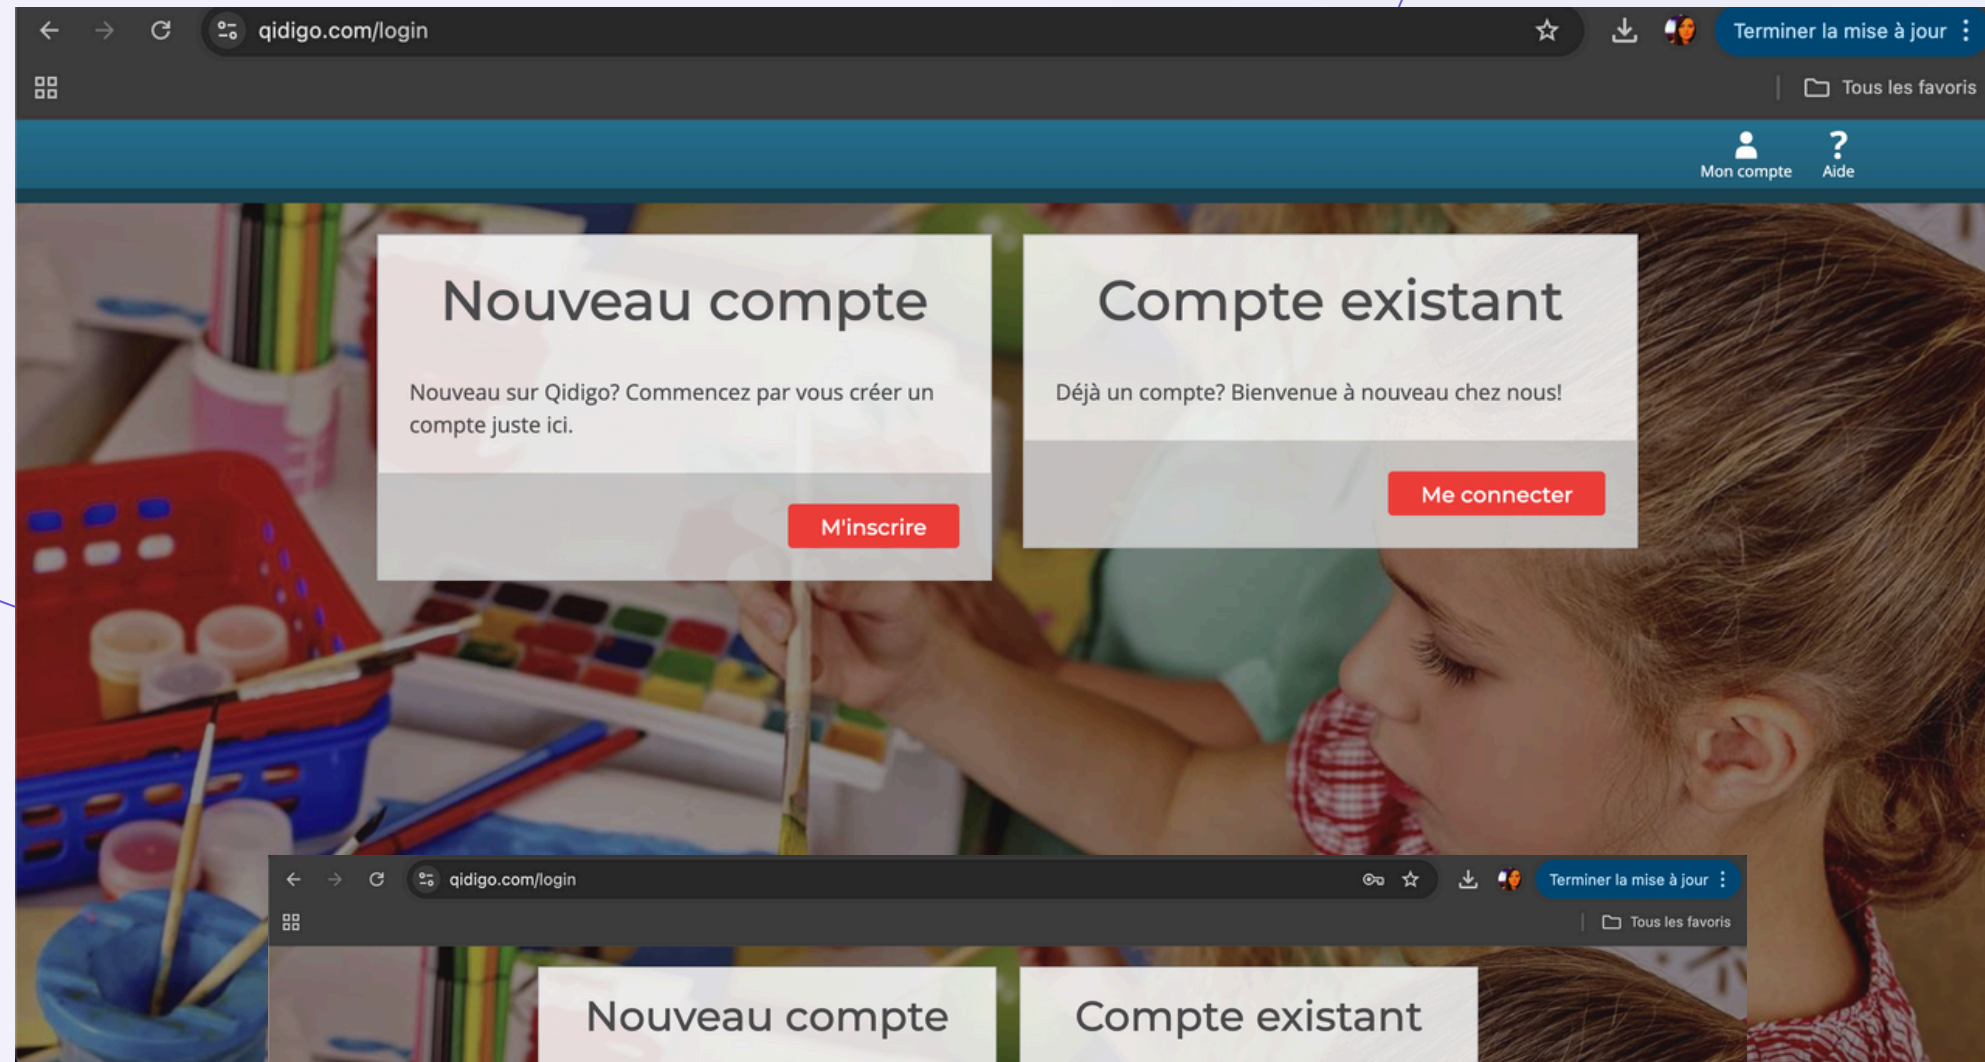 qidigo.com/login
Terminer la mise à jour
Tous les favoris
Mon compte
Aide
Nouveau compte
Nouveau sur Qidigo? Commencez par vous créer un
compte juste ici.
M'inscrire
Compte existant
Déjà un compte? Bienvenue à nouveau chez nous!
Me connecter
qidigo.com/login
Terminer la mise à jour
Tous les favoris
Nouveau compte
Compte existant